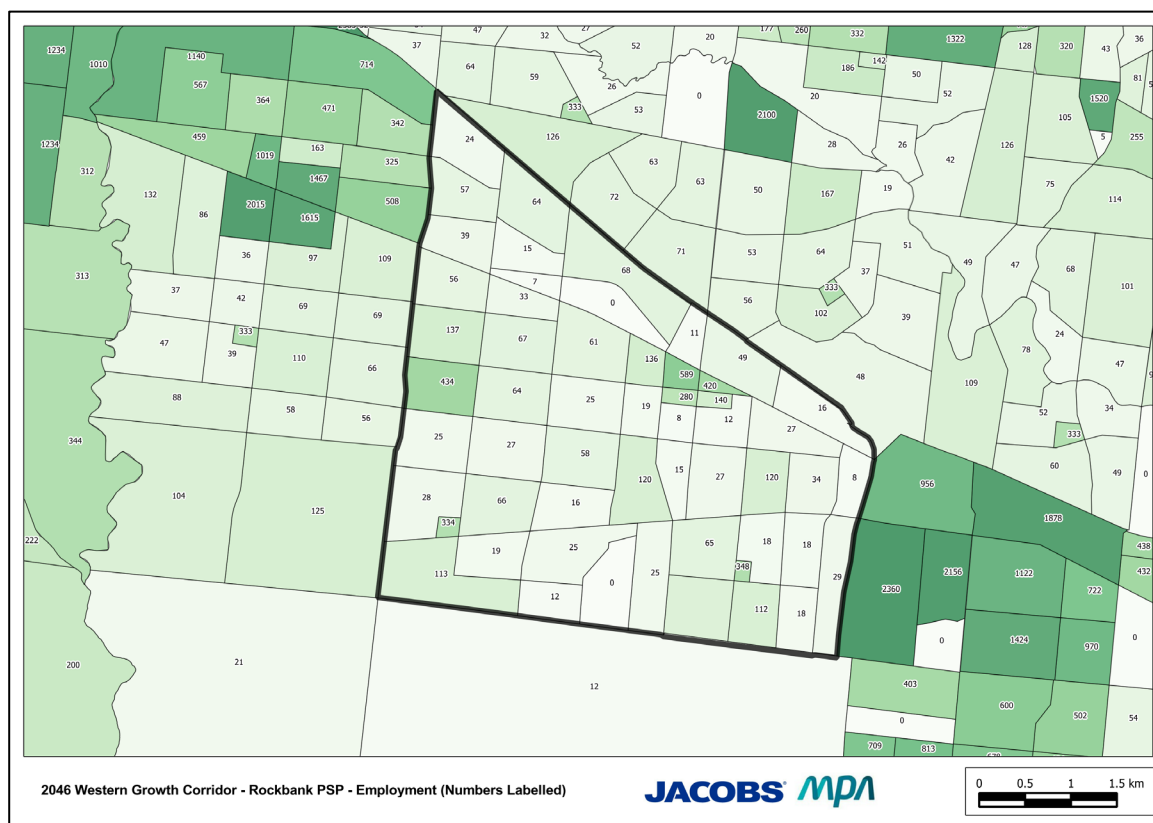 37 47 32 27 52 20 177 260 332 1322 128 320 43 36
1234 1010 1140 714 64 59 26 333 53 0 2100 20 186 142 50 52 1520 81
567 364 471 342 105 5 255
1234 459 1019 163 325 24 126 63 28 26 42 126
312 132 86 2015 1467 1615 508 57 64 72 63 50 167 19 75 114
36 97 109 39 15 68 71 53 64 51 49 47 68 101
313 37 42 69 69 56 7 33 0 56 333 37 102 39 24
47 333 39 110 66 137 67 61 136 11 49 48 109 78 47
88 58 56 434 64 25 19 589 420 280 140 8 12 16 27 52 34 333
344 25 27 58 120 15 27 120 34 8 956 60 49 0
104 125 28 66 16 334 1878 438
222 113 19 25 0 25 65 18 18 348 29 2360 2156 1122 722 432
12 112 18 0 1424 970 0
200 21 12 403 600 502 54
0
709 813
2046 Western Growth Corridor - Rockbank PSP - Employment (Numbers Labelled)
JACOBS MPA
0 0.5 1 1.5 km